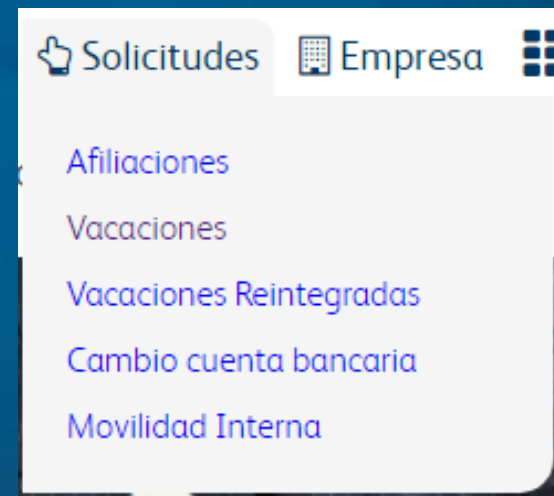 Solicitudes Empresa
Afiliaciones
Vacaciones
Vacaciones Reintegradas
Cambio cuenta bancaria
Movilidad Interna